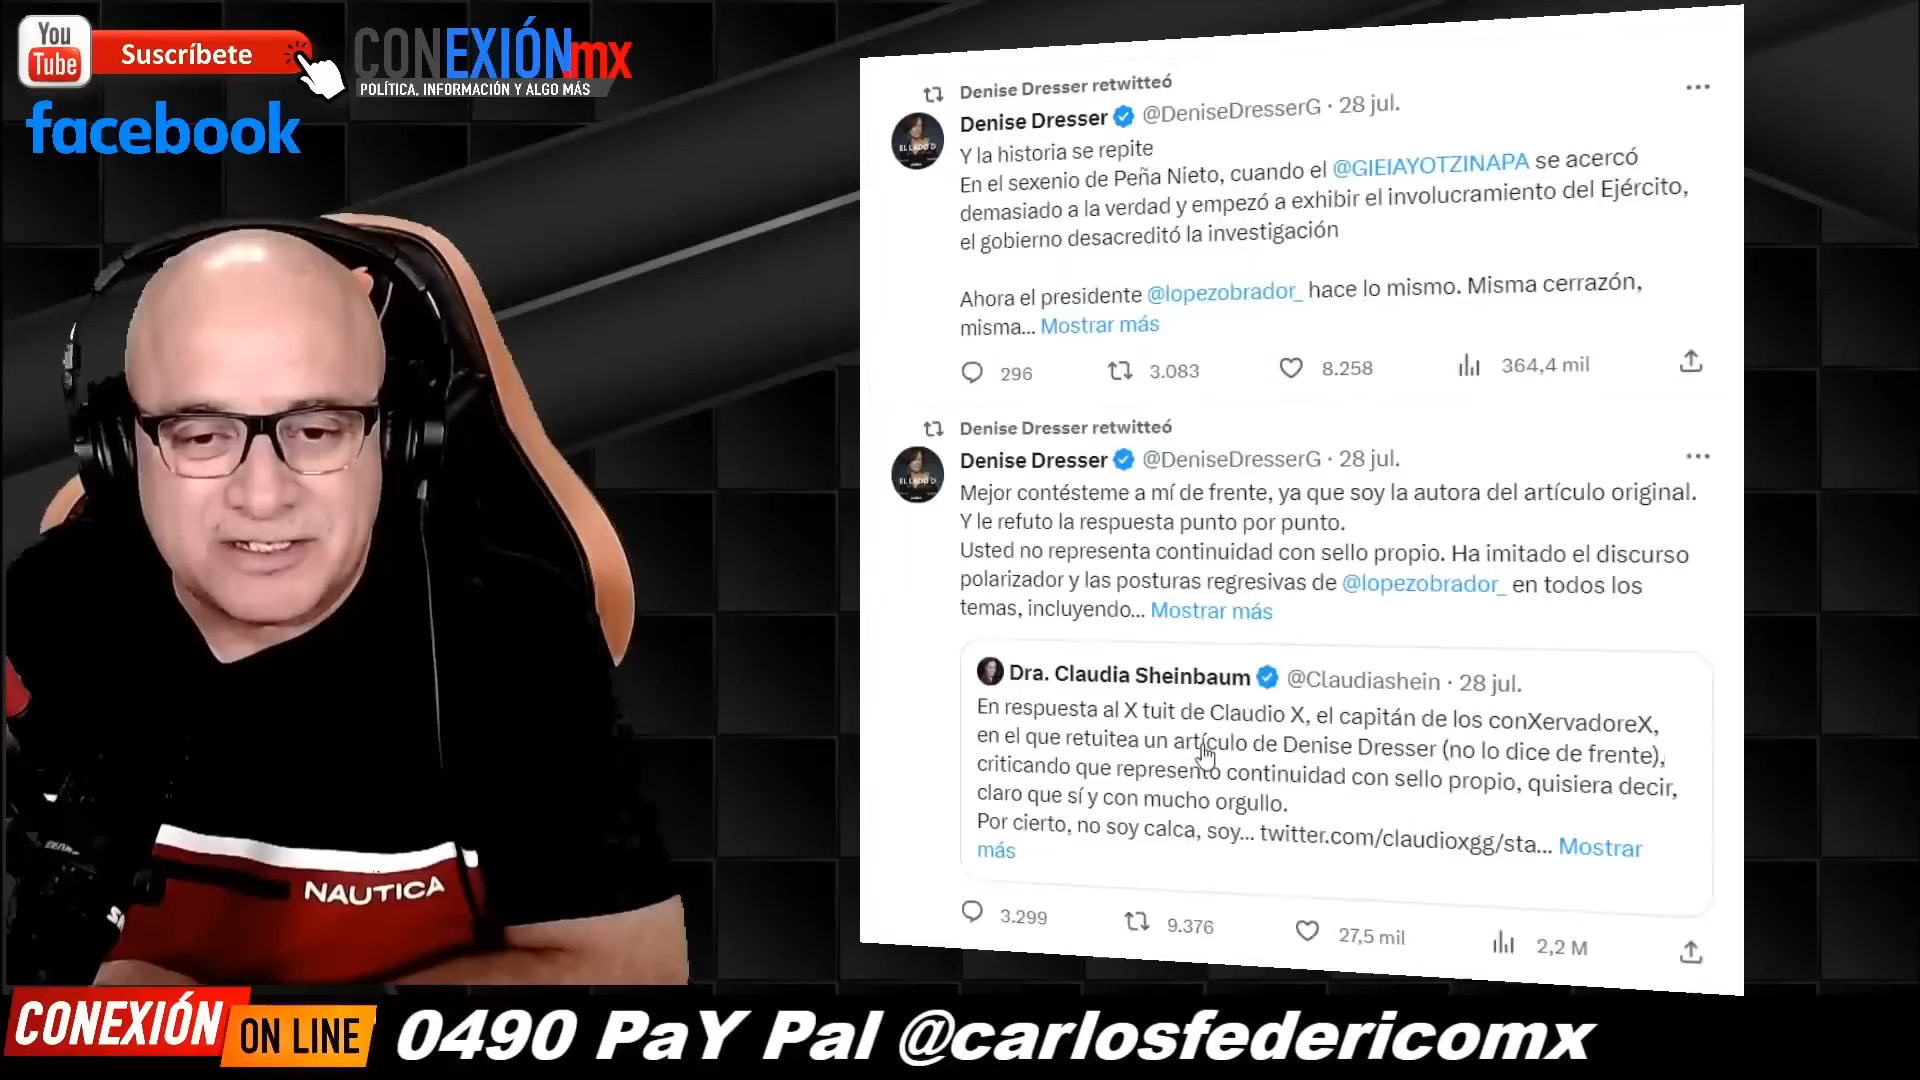 You
Tube
Suscríbete
CONEXIÓNmx
POLÍTICA, INFORMACIÓN Y ALGO MÁS
facebook
Denise Dresser retwitteó
Denise Dresser @DeniseDresserG · 28 jul.
Y la historia se repite
En el sexenio de Peña Nieto, cuando el @GIEIAYOTZINAPA se acercó
demasiado a la verdad y empezó a exhibir el involucramiento del Ejército,
el gobierno desacreditó la investigación
Ahora el presidente @lopezobrador_ hace lo mismo. Misma cerrazón,
misma... Mostrar más
296 3.083 8.258 364,4 mil
Denise Dresser retwitteó
Denise Dresser @DeniseDresserG · 28 jul.
Mejor contésteme a mí de frente, ya que soy la autora del artículo original.
Y le refuto la respuesta punto por punto.
Usted no representa continuidad con sello propio. Ha imitado el discurso
polarizador y las posturas regresivas de @lopezobrador_ en todos los
temas, incluyendo... Mostrar más
Dra. Claudia Sheinbaum @Claudiashein · 28 jul.
En respuesta al X tuit de Claudio X, el capitán de los conXervadoreX,
en el que retuitea un artículo de Denise Dresser (no lo dice de frente),
criticando que represento continuidad con sello propio, quisiera decir,
claro que sí y con mucho orgullo.
Por cierto, no soy calca, soy... twitter.com/claudioxgg/sta... Mostrar
más
3.299 9.376 27,5 mil 2,2 M
EL LADO D
EL LADO D
NAUTICA
CONEXIÓN
ON LINE
0490 PaY Pal @carlosfedericomx